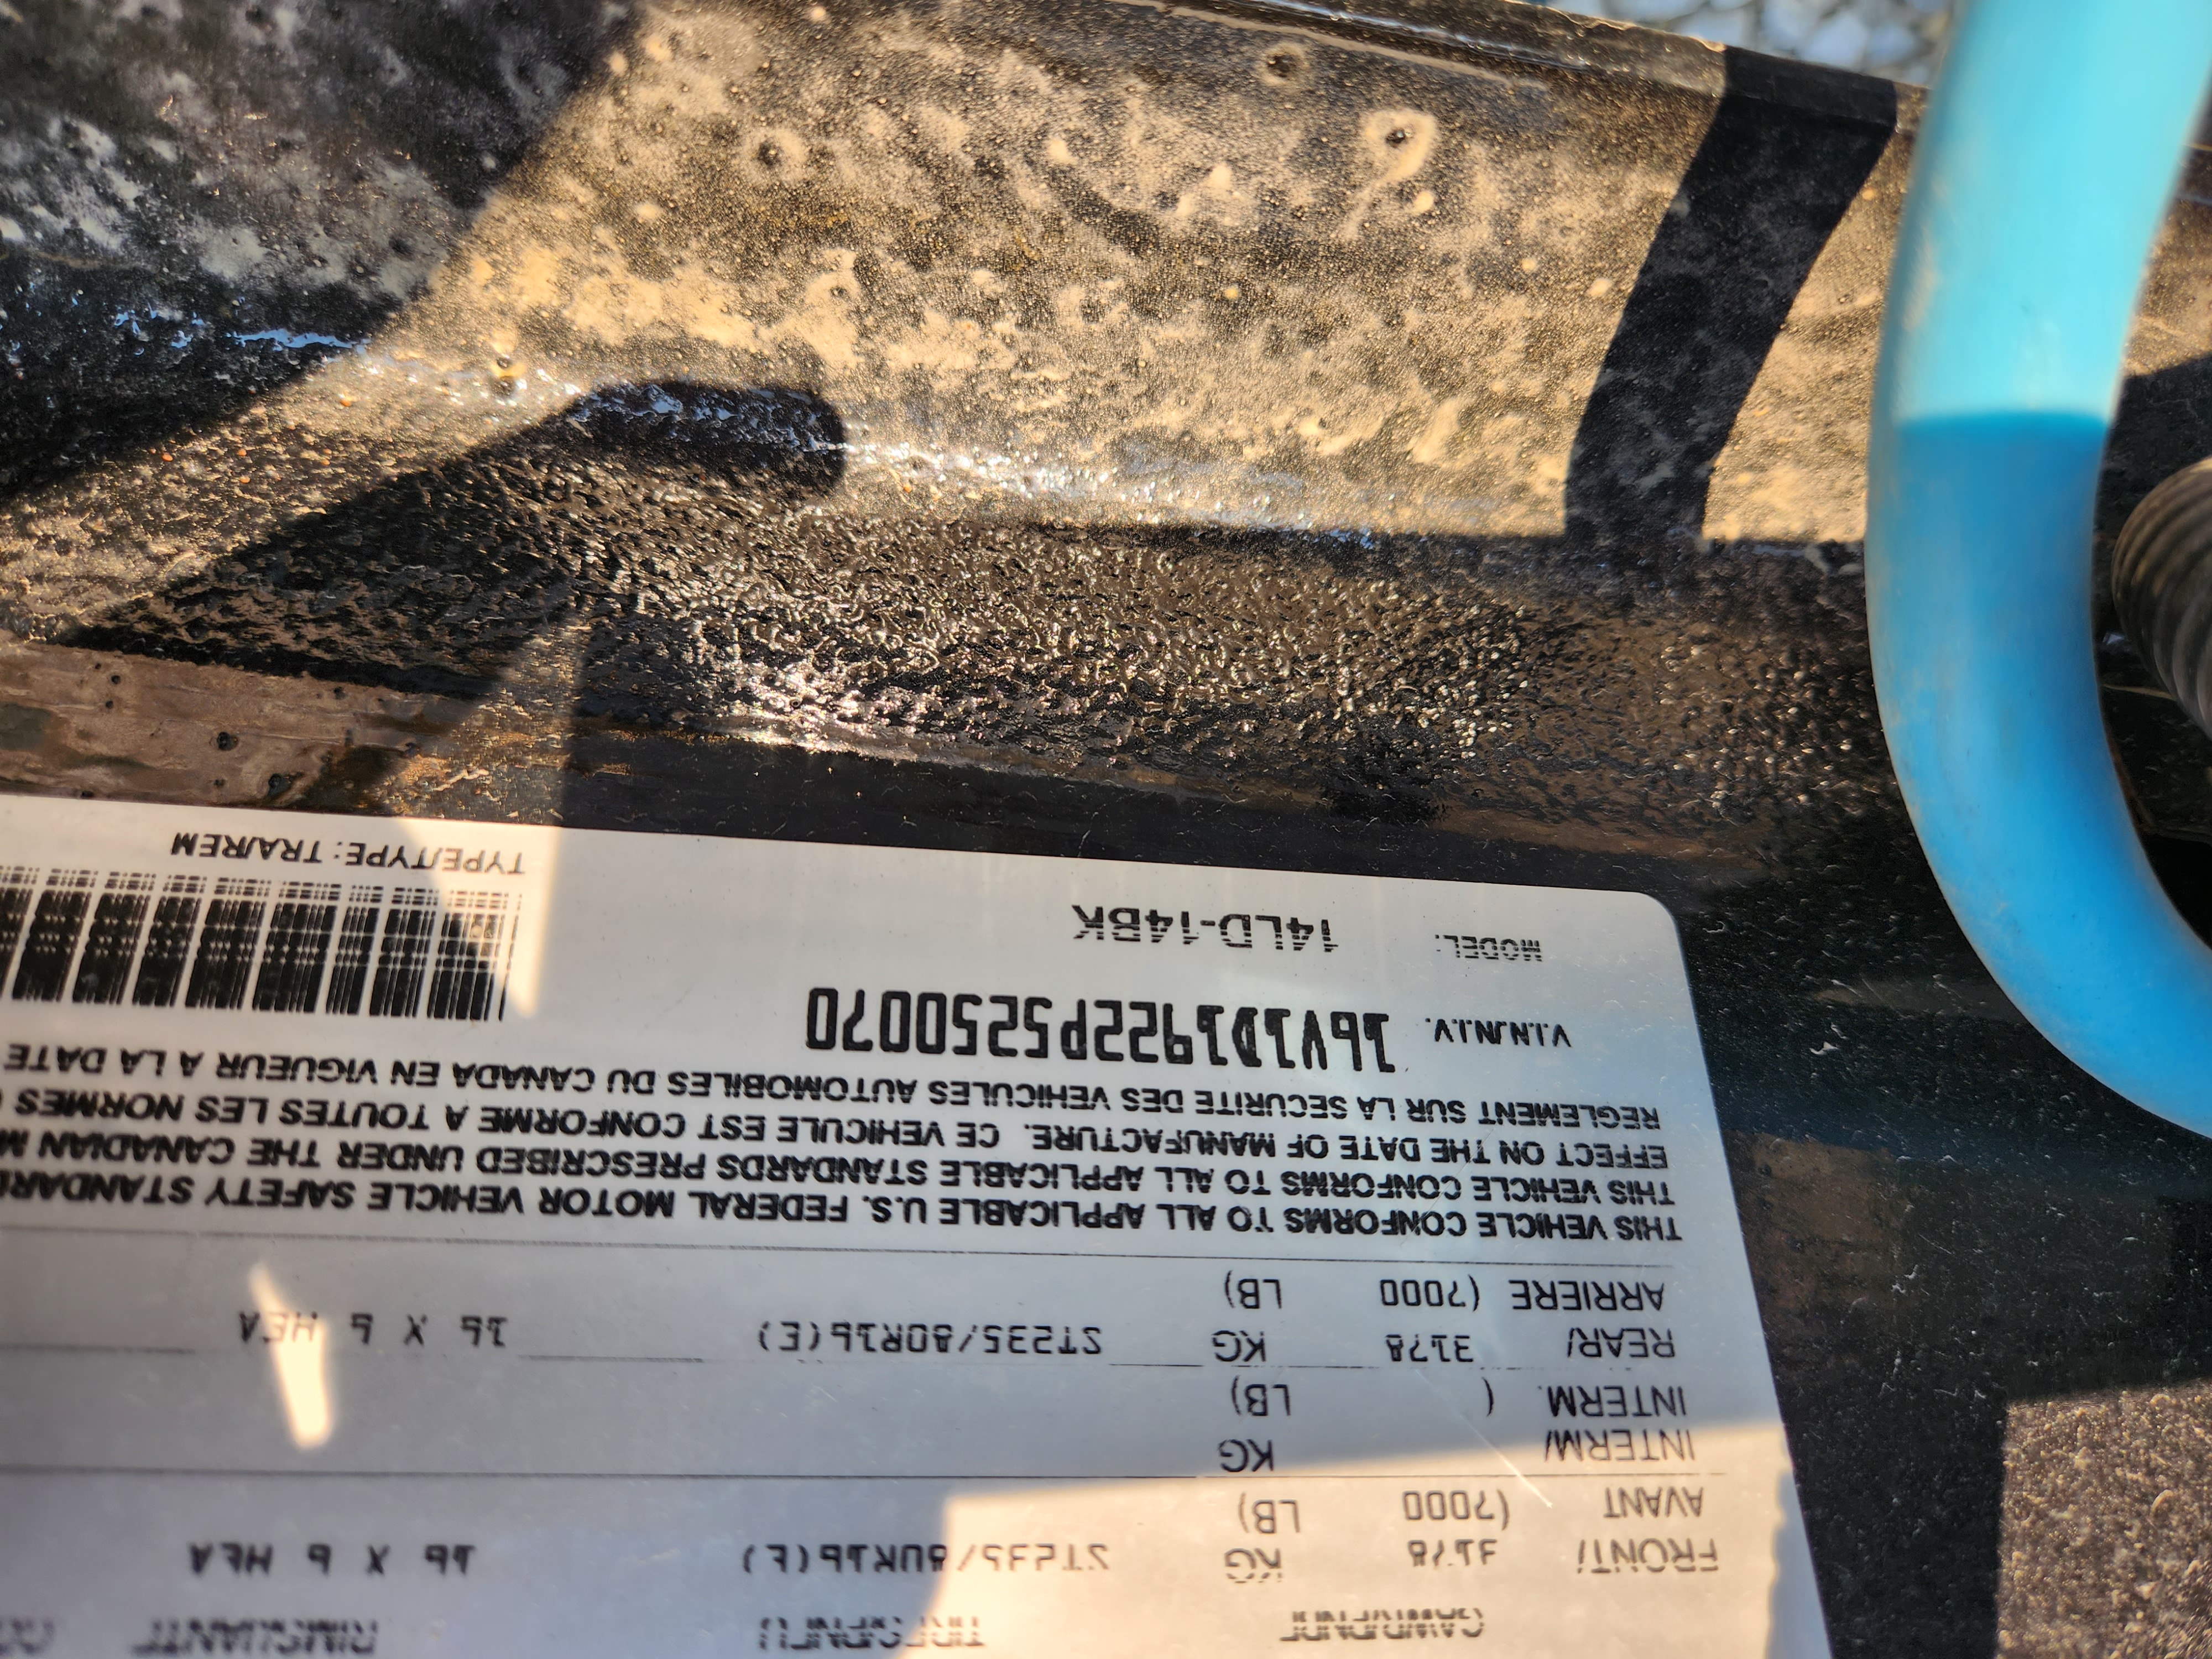 FRONT/ 3178 KG ST235/80R16(E) 16 X 6 HEA
AVANT (7000 LB)
INTERM/ KG
INTERM. ( LB)
REAR/ 3178 KG ST235/80R16(E) 16 X 6 HEA
ARRIERE (7000 LB)
THIS VEHICLE CONFORMS TO ALL APPLICABLE U.S. FEDERAL MOTOR VEHICLE SAFETY
THIS VEHICLE CONFORMS TO ALL APPLICABLE STANDARDS PRESCRIBED UNDER THE CANADIAN
EFFECT ON THE DATE OF MANUFACTURE. CE VEHICULE EST CONFORME A TOUTES LES NORMES
REGLEMENT SUR LA SECURITE DES VEHICULES AUTOMOBILES DU CANADA EN VIGUEUR A LA DATE
V.I.N./N.I.V. 16V1D1922P5250070
MODEL: 14LD-14BK TYPE/TYPE: TRA/REM